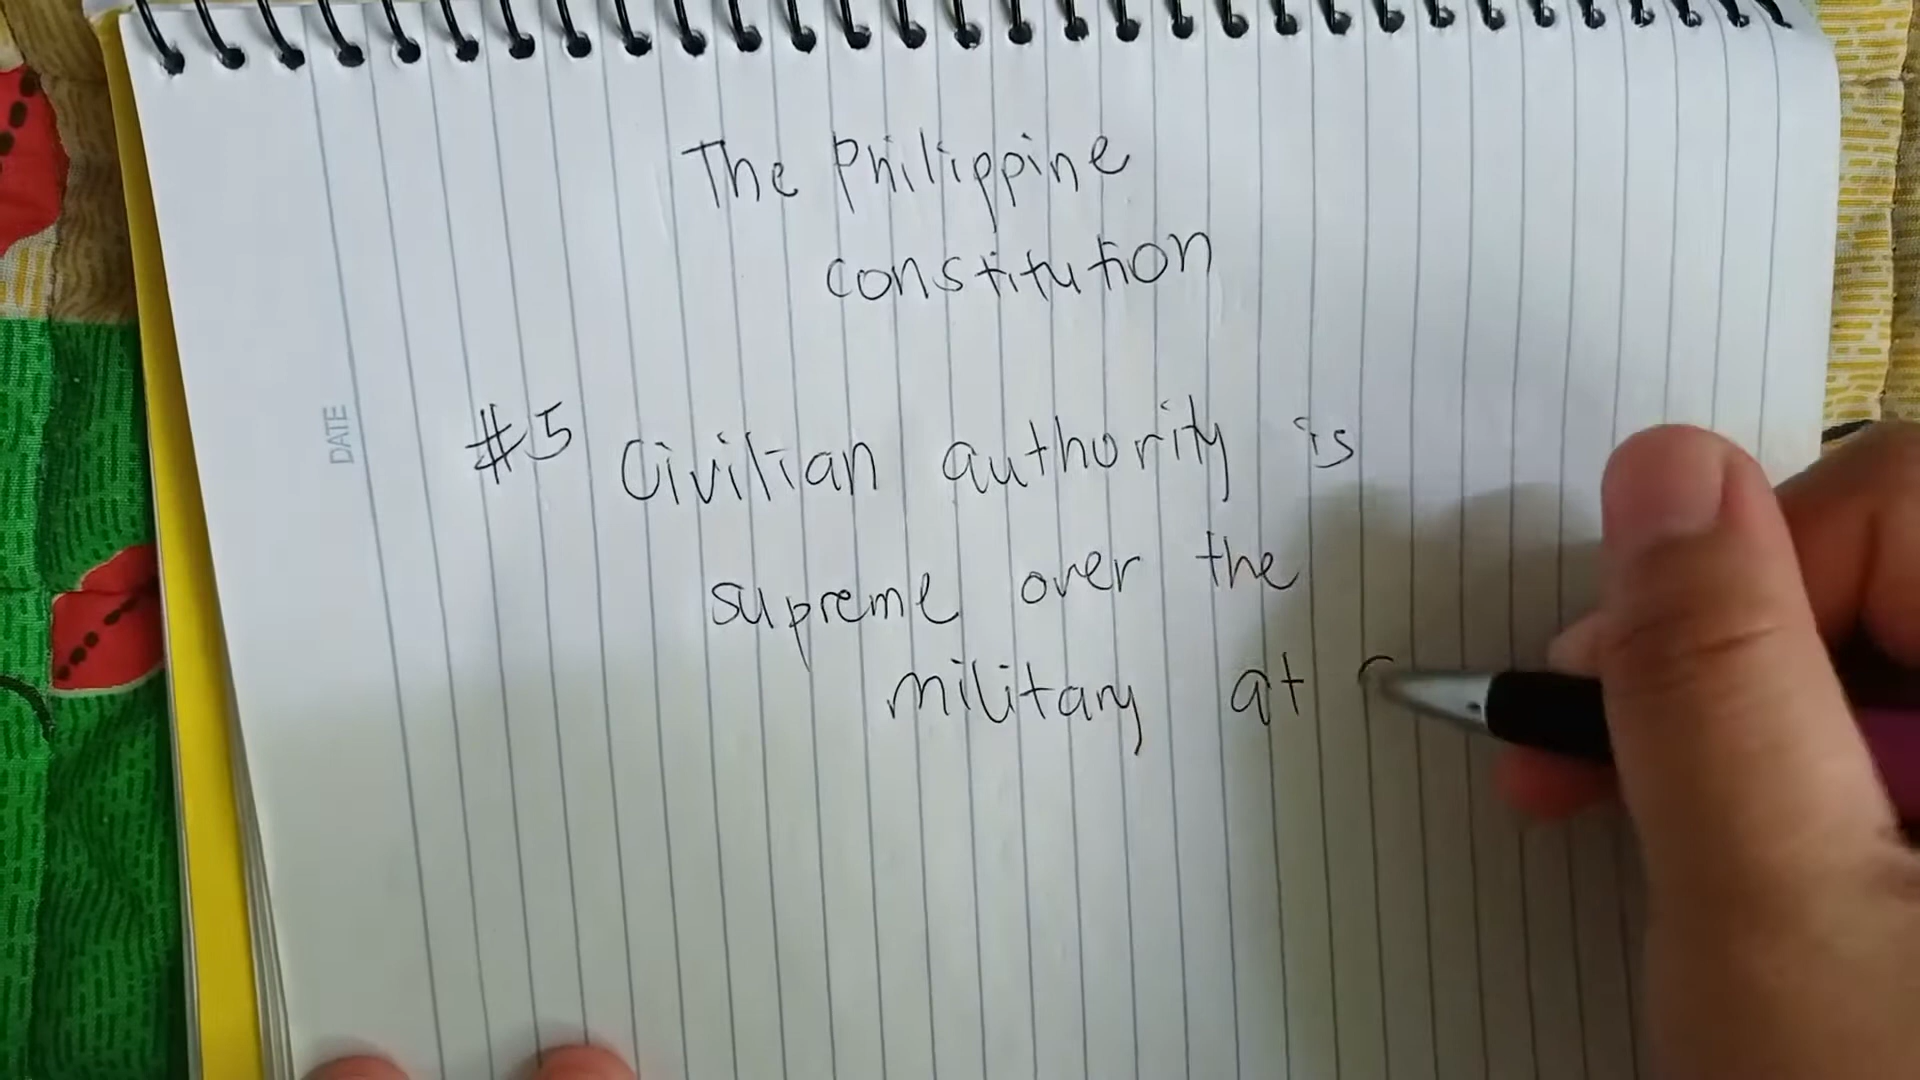 The Philippine
constitution
#5 Civilian authority is
supreme over the
military at
DATE